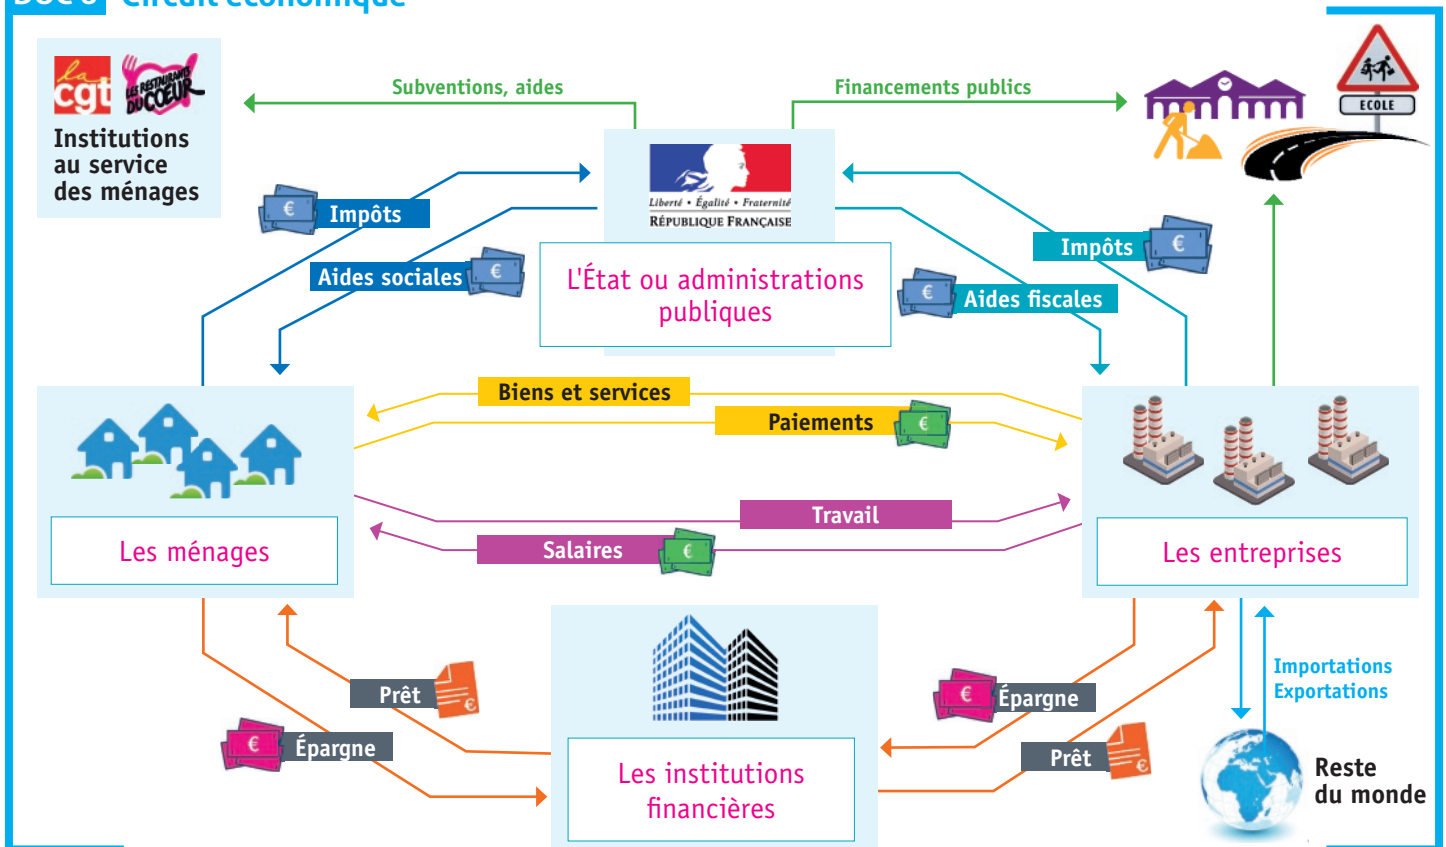 Circuit économique
la
cgt
LES RESTAURANTS
DU CŒUR
Institutions
au service
des ménages
Subventions, aides
Financements publics
ECOLE
Liberté • Égalité • Fraternité
RÉPUBLIQUE FRANÇAISE
€ Impôts
Aides sociales €
L'État ou administrations
publiques
Impôts €
€ Aides fiscales
Biens et services
Paiements €
Travail
Salaires €
Les ménages
Les entreprises
Prêt €
€ Épargne
€ Épargne
Prêt €
Les institutions
financières
Importations
Exportations
Reste
du monde